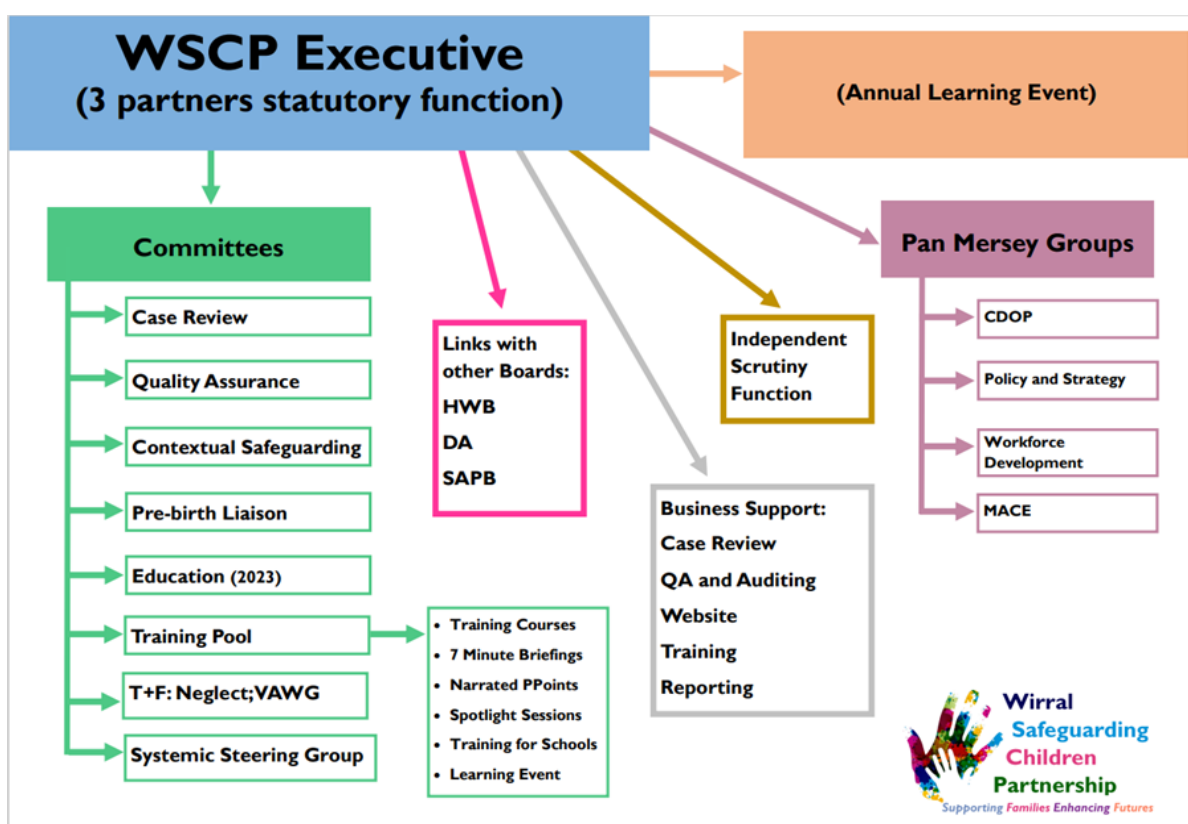 WSCP Executive
(3 partners statutory function)
(Annual Learning Event)
Committees
Case Review
Quality Assurance
Contextual Safeguarding
Pre-birth Liaison
Education (2023)
Training Pool
T+F: Neglect;VAWG
Systemic Steering Group
• Training Courses
• 7 Minute Briefings
• Narrated PPoints
• Spotlight Sessions
• Training for Schools
• Learning Event
Links with
other Boards:
HWB
DA
SAPB
Business Support:
Case Review
QA and Auditing
Website
Training
Reporting
Independent
Scrutiny
Function
Pan Mersey Groups
CDOP
Policy and Strategy
Workforce
Development
MACE
Wirral
Safeguarding
Children
Partnership
Supporting Families Enhancing Futures